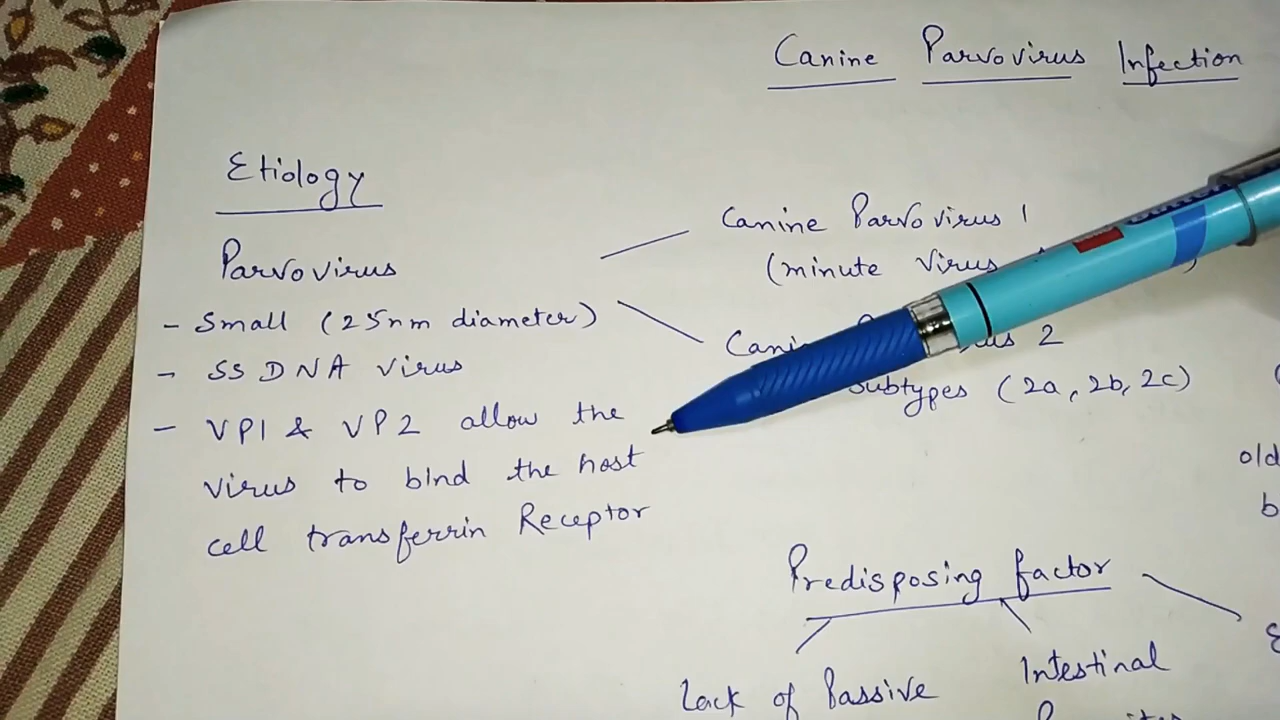 Canine Parvovirus Infection
Etiology
Parvovirus
- Small (25nm diameter)
- SS DNA virus
- VP1 & VP2 allow the
virus to bind the host
cell transferrin Receptor
Canine Parvovirus 1
(minute virus
2
Subtypes (2a, 2b, 2c)
old
Predisposing factor
Lack of Passive
Intestinal